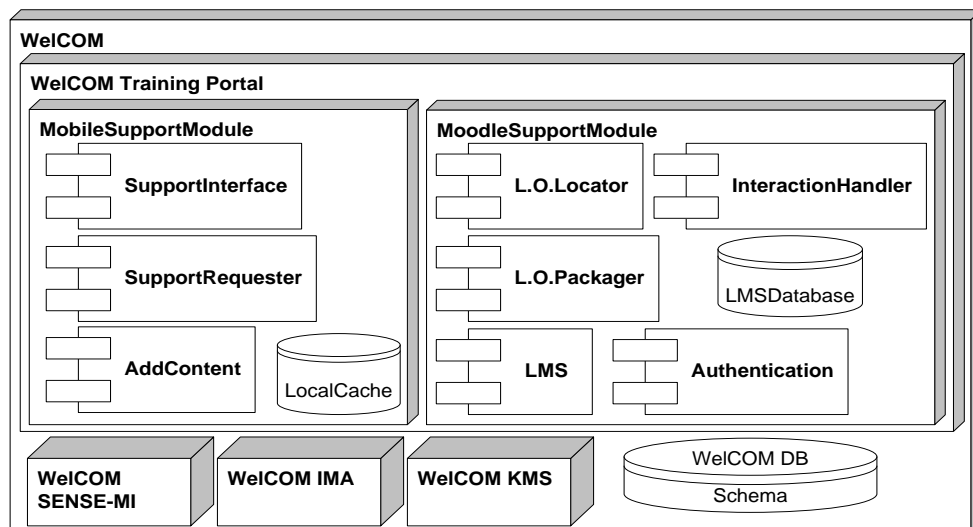 WelCOM
WelCOM Training Portal
MobileSupportModule
SupportInterface
SupportRequester
AddContent
LocalCache
MoodleSupportModule
L.O.Locator
InteractionHandler
L.O.Packager
LMSDatabase
LMS
Authentication
WelCOM
SENSE-MI
WelCOM IMA
WelCOM KMS
WelCOM DB
Schema